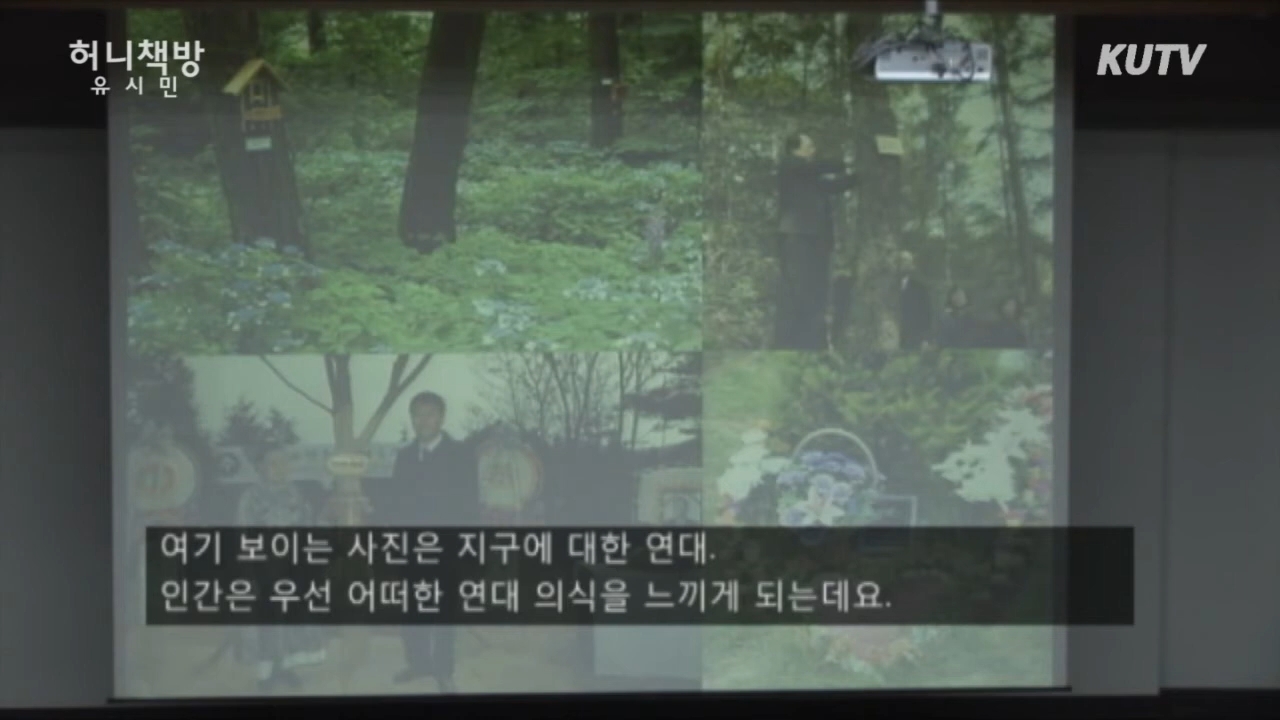 허니책방
유시민
KUTV
여기 보이는 사진은 지구에 대한 연대.
인간은 우선 어떠한 연대 의식을 느끼게 되는데요.